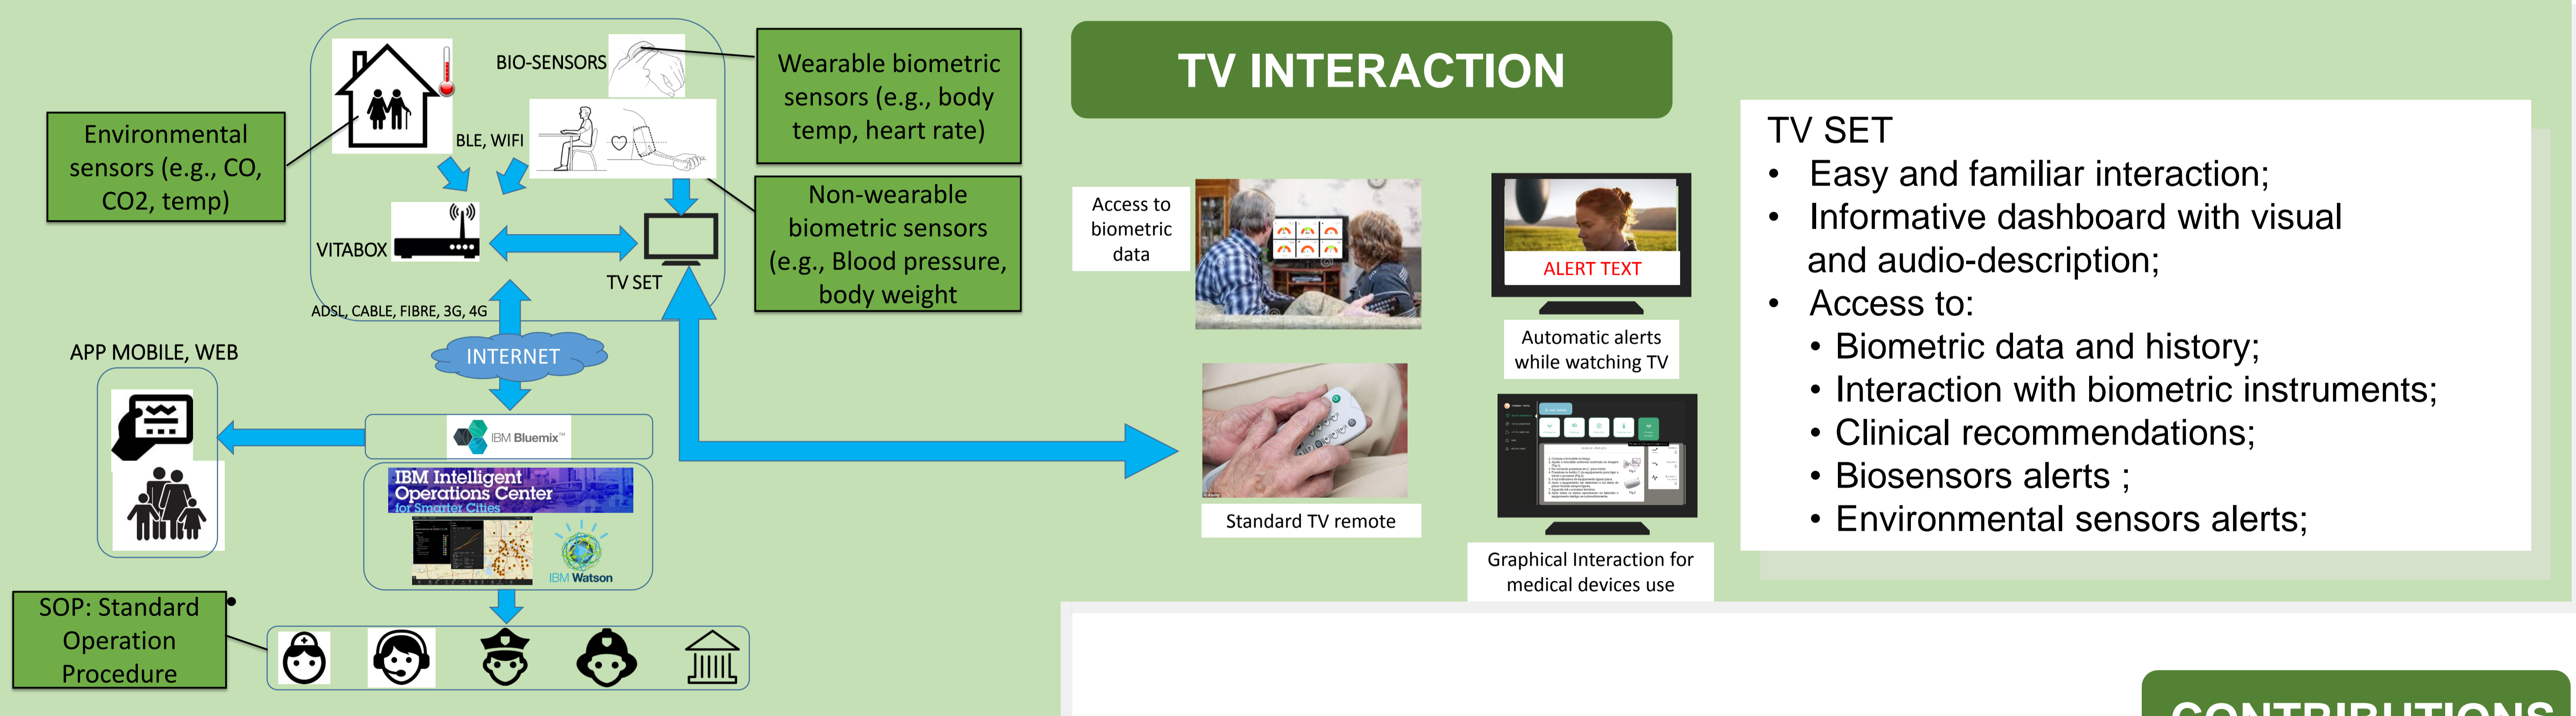 BIO-SENSORS
Wearable biometric
sensors (e.g., body
temp, heart rate)
Environmental
sensors (e.g., CO,
CO2, temp)
BLE, WIFI
Non-wearable
biometric sensors
(e.g., Blood pressure,
body weight
VITABOX
TV SET
ADSL, CABLE, FIBRE, 3G, 4G
INTERNET
APP MOBILE, WEB
IBM Bluemix™
IBM Intelligent
Operations Center
for Smarter Cities
IBM Watson
SOP: Standard
Operation
Procedure
•
TV INTERACTION
Access to
biometric
data
ALERT TEXT
Automatic alerts
while watching TV
Standard TV remote
Graphical Interaction for
medical devices use
TV SET
• Easy and familiar interaction;
• Informative dashboard with visual
and audio-description;
• Access to:
• Biometric data and history;
• Interaction with biometric instruments;
• Clinical recommendations;
• Biosensors alerts ;
• Environmental sensors alerts;
CONTRIBUTIONS